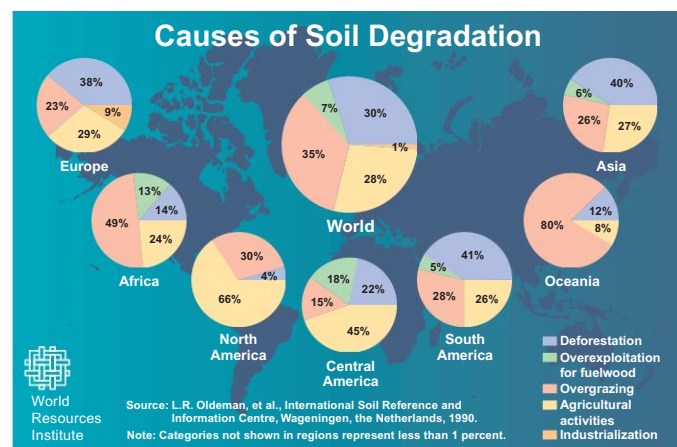 Causes of Soil Degradation
38%
23%
9%
29%
Europe
7%
30%
1%
35%
28%
World
40%
6%
26%
27%
Asia
13%
14%
49%
24%
Africa
30%
4%
66%
North
America
18%
22%
15%
45%
Central
America
41%
5%
28%
26%
South
America
80%
12%
8%
Oceania
Deforestation
Overexploitation
for fuelwood
Overgrazing
Agricultural
activities
Industrialization
World
Resources
Institute
Source: L.R. Oldeman, et al., International Soil Reference and
Information Centre, Wageningen, the Netherlands, 1990.
Note: Categories not shown in regions represent less than 1 percent.